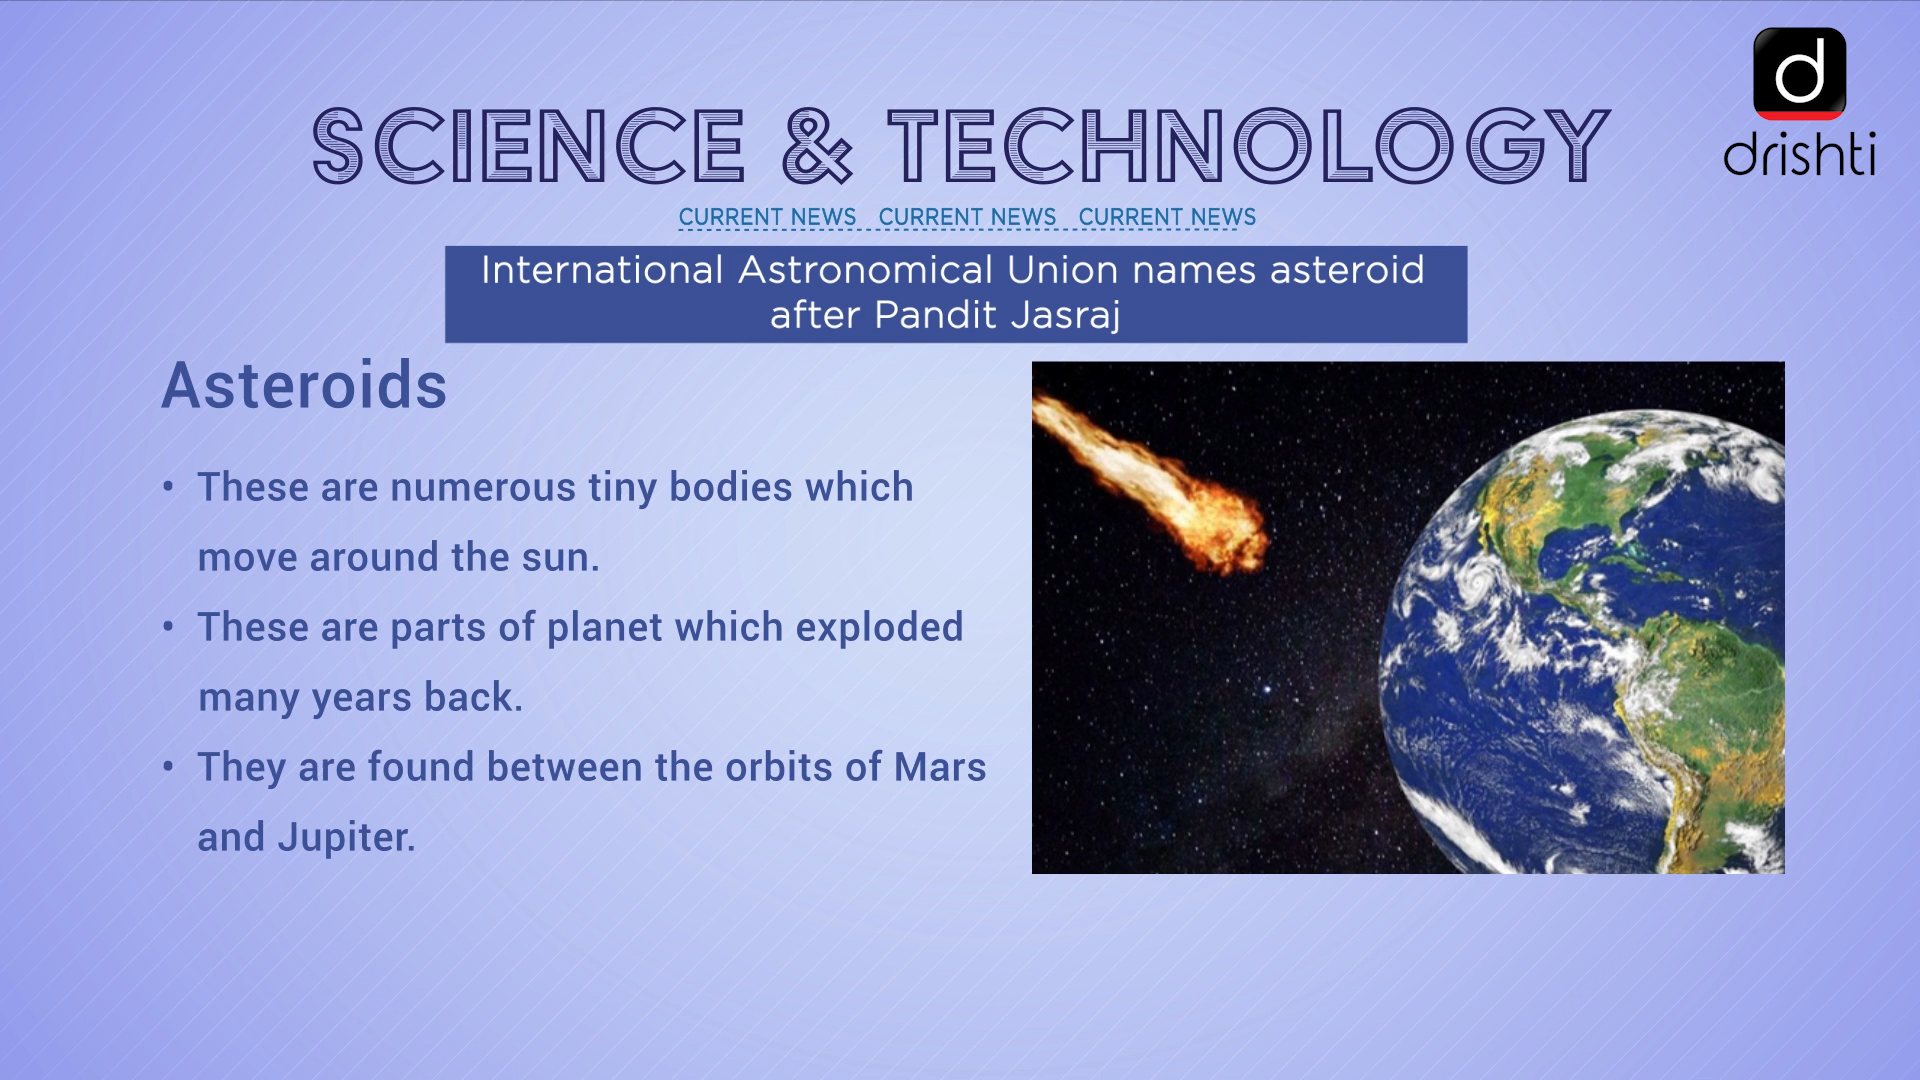 SCIENCE & TECHNOLOGY
d
drishti
CURRENT NEWS CURRENT NEWS CURRENT NEWS
International Astronomical Union names asteroid
after Pandit Jasraj
Asteroids
• These are numerous tiny bodies which
move around the sun.
• These are parts of planet which exploded
many years back.
• They are found between the orbits of Mars
and Jupiter.